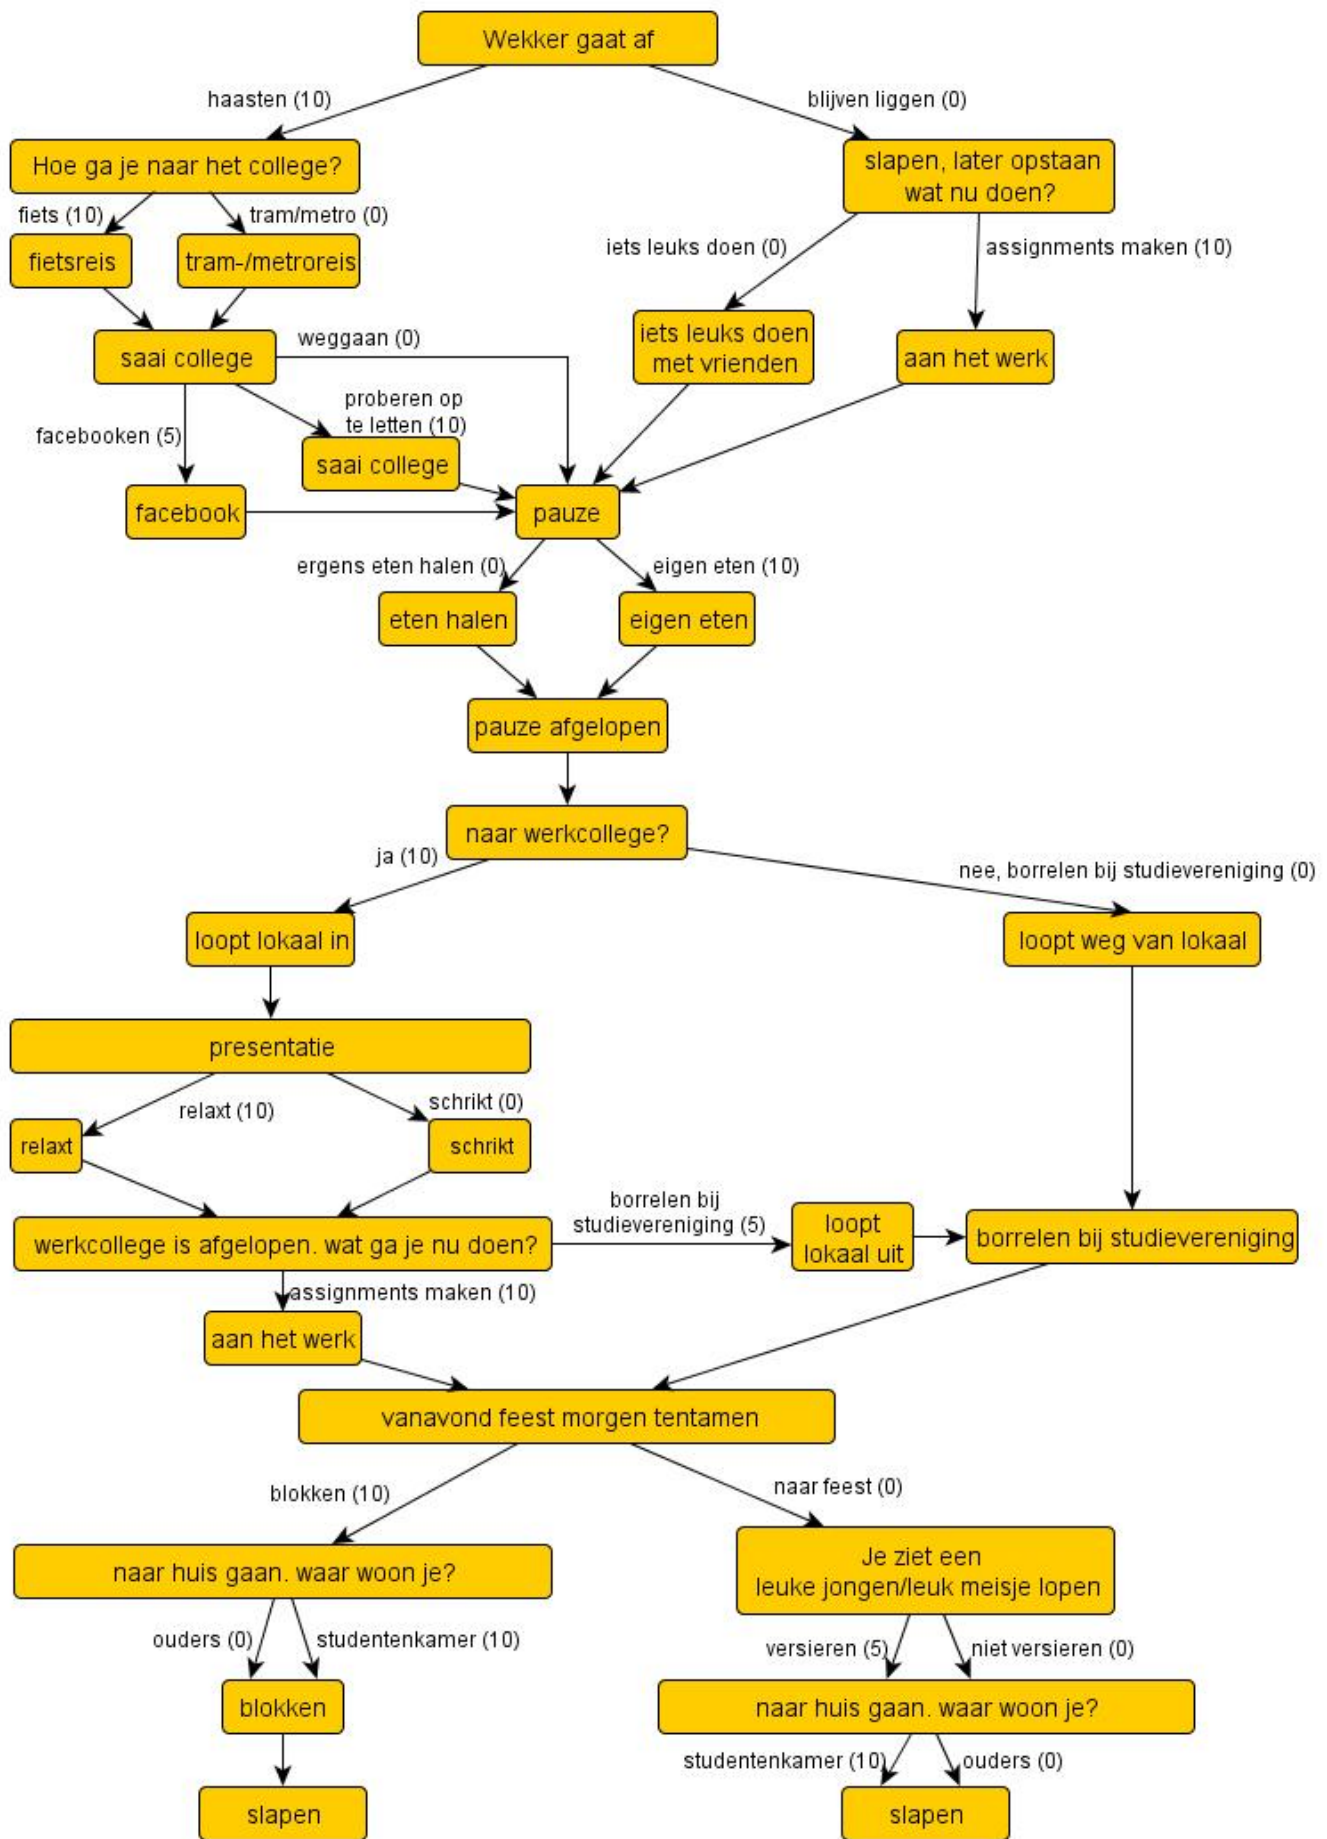 Wekker gaat af
haasten (10)
blijven liggen (0)
Hoe ga je naar het college?
slapen, later opstaan
wat nu doen?
fiets (10)
tram/metro (0)
iets leuks doen (0)
assignments maken (10)
fietsreis
tram-/metroreis
iets leuks doen
met vrienden
aan het werk
saai college
weggaan (0)
proberen op
te letten (10)
facebooken (5)
saai college
facebook
pauze
ergens eten halen (0)
eigen eten (10)
eten halen
eigen eten
pauze afgelopen
naar werkcollege?
ja (10)
nee, borrelen bij studievereniging (0)
loopt lokaal in
loopt weg van lokaal
presentatie
relaxt (10)
schrikt (0)
relaxt
schrikt
werkcollege is afgelopen. wat ga je nu doen?
borrelen bij
studievereniging (5)
loopt
lokaal uit
borrelen bij studievereniging
assignments maken (10)
aan het werk
vanavond feest morgen tentamen
blokken (10)
naar feest (0)
naar huis gaan. waar woon je?
Je ziet een
leuke jongen/leuk meisje lopen
ouders (0)
studentenkamer (10)
versieren (5)
niet versieren (0)
blokken
naar huis gaan. waar woon je?
studentenkamer (10)
ouders (0)
slapen
slapen